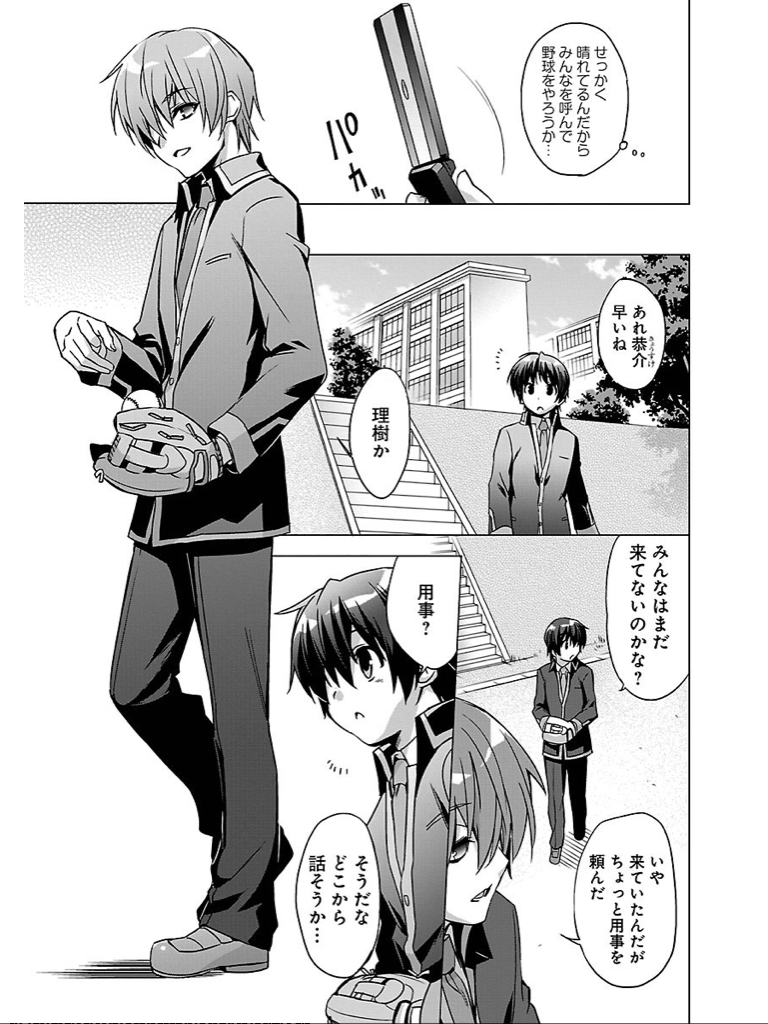 せっかく
晴れてるんだから
みんなを呼んで
野球をやろうか…
パカッ
あれ恭介
きょうすけ
早いね
理樹か
みんなはまだ
来てないのかな?
いや
来ていたんだが
ちょっと用事を
頼んだ
用事?
そうだな
どこから
話そうか…